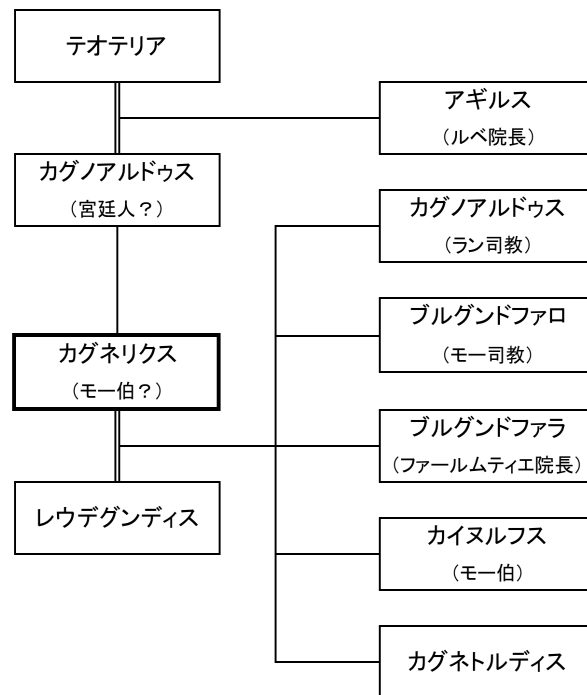 テオテリア
アギルス
（ルベ院長）
カグノアルドゥス
（宮廷人？）
カグノアルドゥス
（ラン司教）
ブルグンドファロ
（モー司教）
カグネリクス
（モー伯？）
ブルグンドファラ
（ファールムティエ院長）
レウデグンディス
カイヌルフス
（モー伯）
カグネトルディス